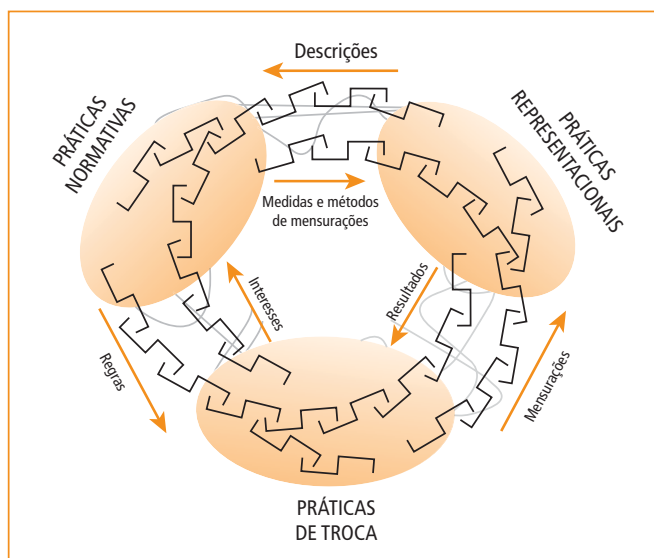 Descrições
PRÁTICAS
NORMATIVAS
PRÁTICAS
REPRESENTACIONAIS
Medidas e métodos
de mensurações
Interesses
Resultados
Regras
Mensurações
PRÁTICAS
DE TROCA